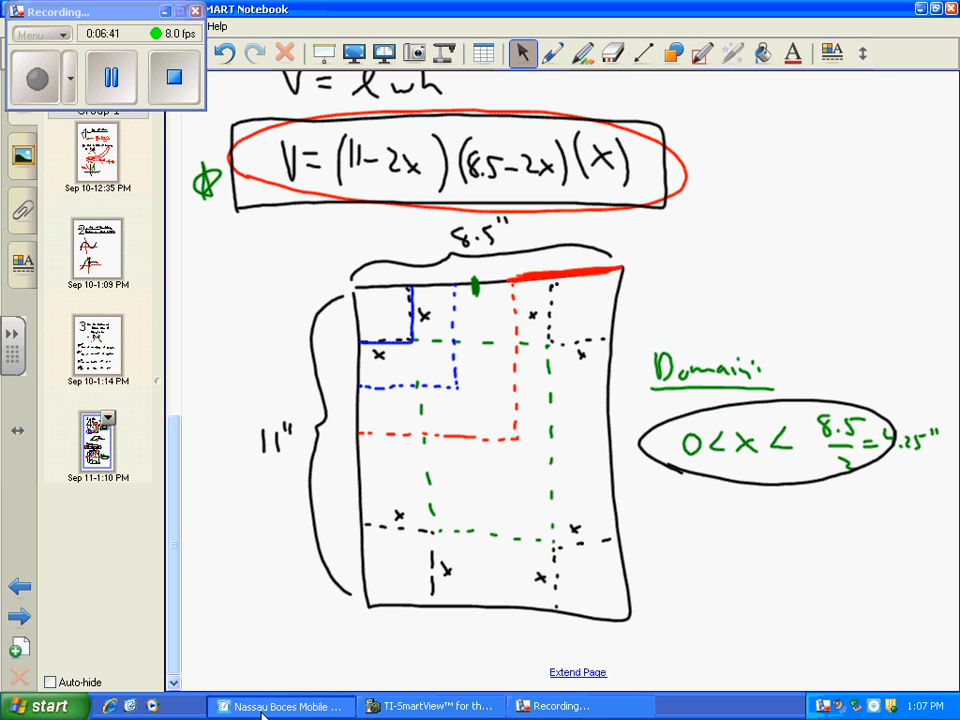 Recording...
SMART Notebook
Menu
0:06:41
8.0 fps
Help
Group 1
Sep 10-12:35 PM
Sep 10-1:09 PM
Sep 10-1:14 PM
Sep 11-1:10 PM
V = l w h
V = (11-2x)(8.5-2x)(x)
8.5"
x x
x x
11"
Domain:
0 < x < 8.5/2 = 4.25"
x x
x x
Extend Page
Auto-hide
start
Nassau Boces Mobile ...
TI-SmartView™ for th...
Recording...
1:07 PM